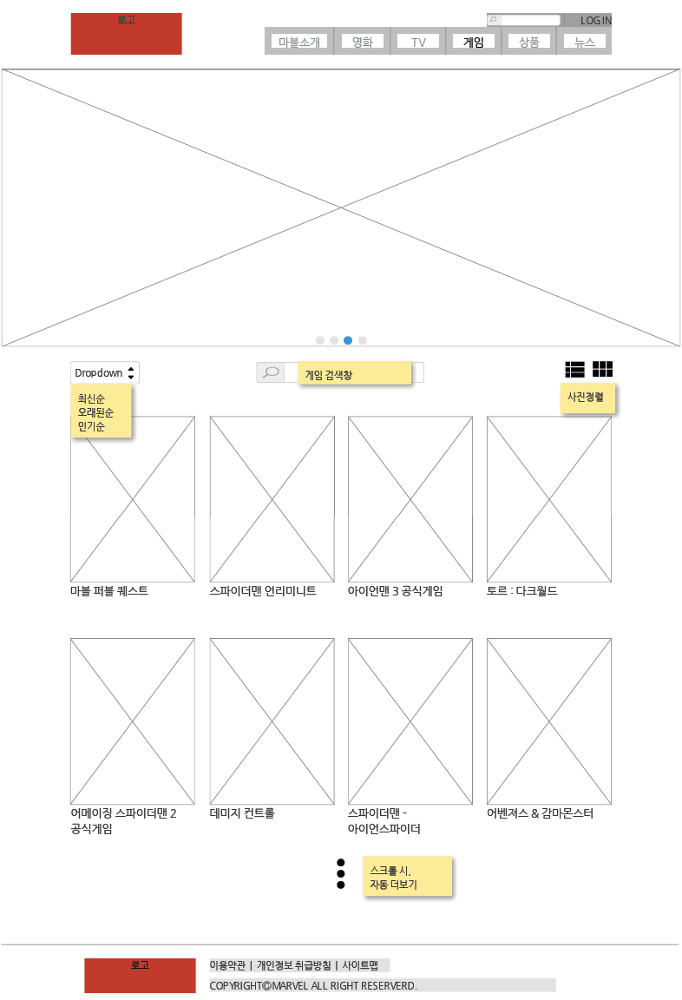 로고
LOG IN
마블소개 영화 TV 게임 상품 뉴스
Dropdown
게임 검색창
최신순
오래된순
인기순
사진정렬
마블 퍼블 퀘스트
스파이더맨 언리미니트
아이언맨 3 공식게임
토르 : 다크월드
어메이징 스파이더맨 2
공식게임
데미지 컨트롤
스파이더맨 -
아이언스파이더
어벤져스 & 감마몬스터
스크롤 시,
자동 더보기
로고
이용약관 | 개인정보 취급방침 | 사이트맵
COPYRIGHT©MARVEL ALL RIGHT RESERVERD.